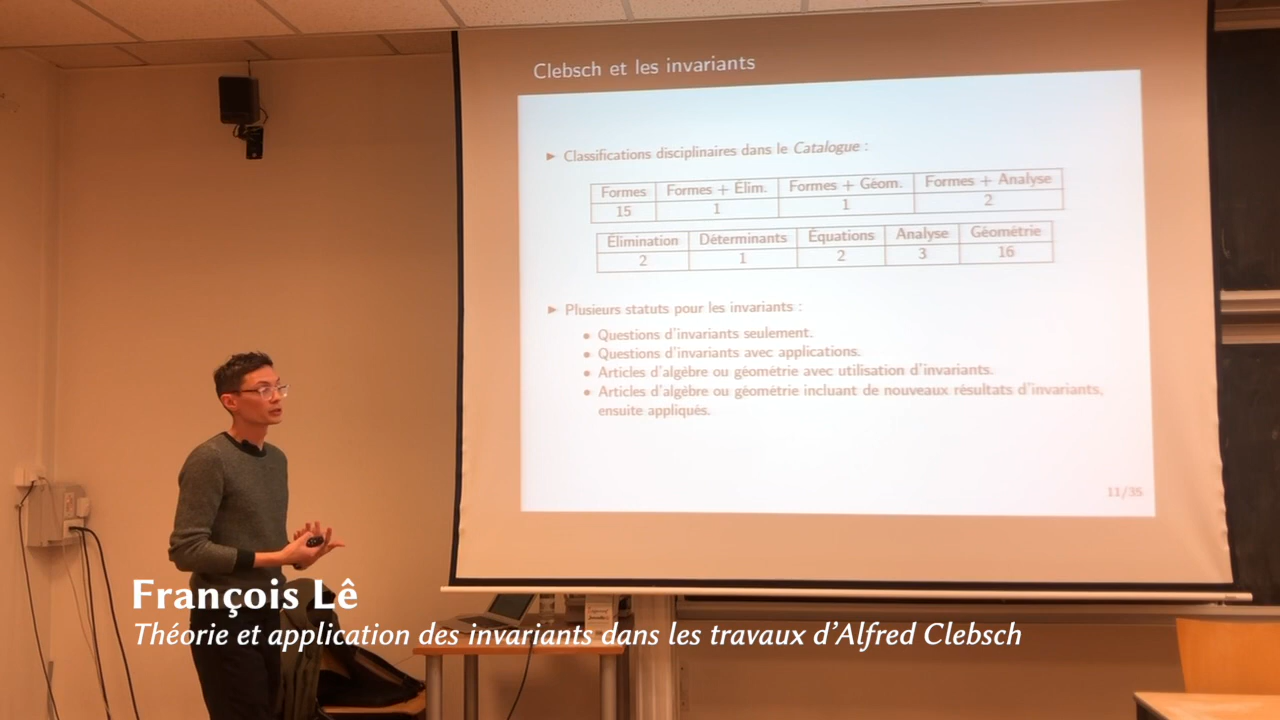 Clebsch et les invariants
► Classifications disciplinaires dans le Catalogue :
Formes Formes + Élim. Formes + Géom. Formes + Analyse
15 1 1 2
Élimination Déterminants Équations Analyse Géométrie
2 1 2 3 16
► Plusieurs statuts pour les invariants :
• Questions d'invariants seulement.
• Questions d'invariants avec applications.
• Articles d'algèbre ou géométrie avec utilisation d'invariants.
• Articles d'algèbre ou géométrie incluant de nouveaux résultats d'invariants,
ensuite appliqués.
11/35
François Lê
Théorie et application des invariants dans les travaux d'Alfred Clebsch